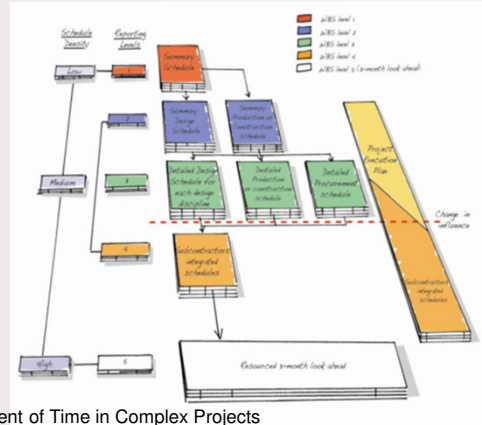 Schedule
Density
Reporting
Levels
WBS level 1
WBS level 2
WBS level 3
WBS level 4
WBS level 5 (3-month look ahead)
Low
Summary
Schedule
2
Summary
Design
Schedule
Summary
Production or
Construction schedule
Medium
3
Detailed Design
Schedule for
each design
discipline
Detailed
Production
or construction
schedule
Detailed
Procurement
schedule
Project
Execution
Plan
Change in
influence
4
Subcontractors'
integrated
schedules
Subcontractors'
integrated
schedules
High
5
Resourced 3-month look ahead
ent of Time in Complex Projects